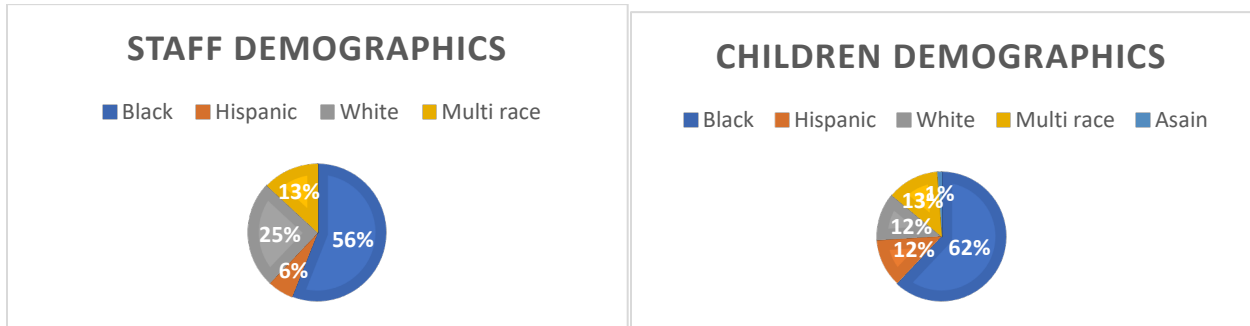 STAFF DEMOGRAPHICS
Black Hispanic White Multi race
13%
25%
56%
6%
CHILDREN DEMOGRAPHICS
Black Hispanic White Multi race Asain
1%
13%
12%
12%
62%